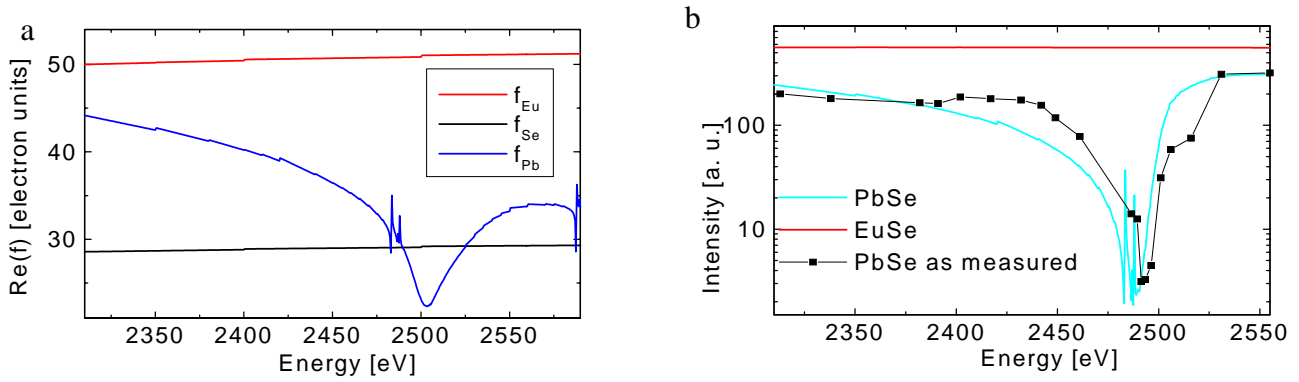 a
Re(f) [electron units]
50
40
30
f_Eu
f_Se
f_Pb
2350 2400 2450 2500 2550
Energy [eV]
b
Intensity [a. u.]
100
10
PbSe
EuSe
PbSe as measured
2350 2400 2450 2500 2550
Energy [eV]